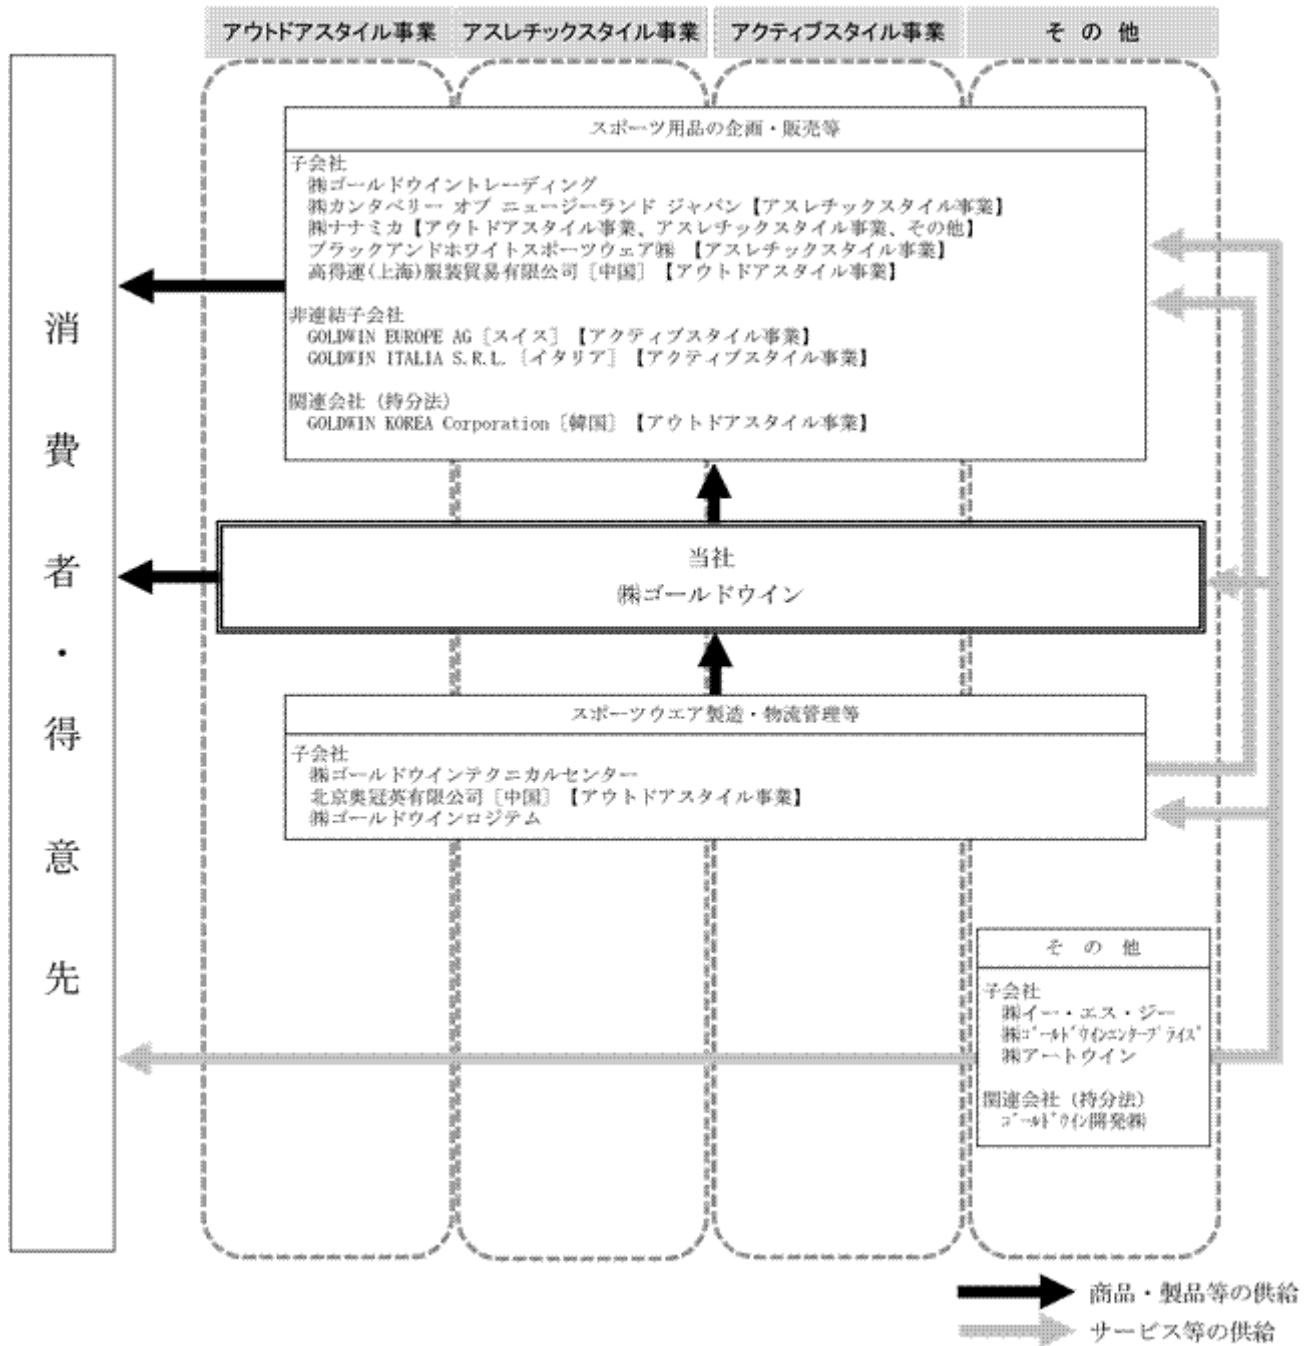 アウトドアスタイル事業
アスレチックスタイル事業
アクティブスタイル事業
そ の 他
消費者・得意先
スポーツ用品の企画・販売等
子会社
㈱ゴールドウイントレーディング
㈱カンタベリー オブ ニュージーランド ジャパン【アスレチックスタイル事業】
㈱ナナミカ【アウトドアスタイル事業、アスレチックスタイル事業、その他】
ブラックアンドホワイトスポーツウェア㈱ 【アスレチックスタイル事業】
高得運(上海)服装貿易有限公司［中国］【アウトドアスタイル事業】
非連結子会社
GOLDWIN EUROPE AG［スイス］【アクティブスタイル事業】
GOLDWIN ITALIA S.R.L.［イタリア］【アクティブスタイル事業】
関連会社（持分法）
GOLDWIN KOREA Corporation［韓国］【アウトドアスタイル事業】
当社
㈱ゴールドウイン
スポーツウエア製造・物流管理等
子会社
㈱ゴールドウインテクニカルセンター
北京奥冠英有限公司［中国］【アウトドアスタイル事業】
㈱ゴールドウインロジテム
そ の 他
子会社
㈱イー・エス・ジー
㈱ｺﾞｰﾙﾄﾞｳｲﾝｴﾝﾀｰﾌﾟﾗｲｽﾞ
㈱アートウイン
関連会社（持分法）
ｺﾞｰﾙﾄﾞｳｲﾝ開発㈱
商品・製品等の供給
サービス等の供給